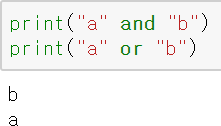 print("a" and "b")
print("a" or "b")
b
a